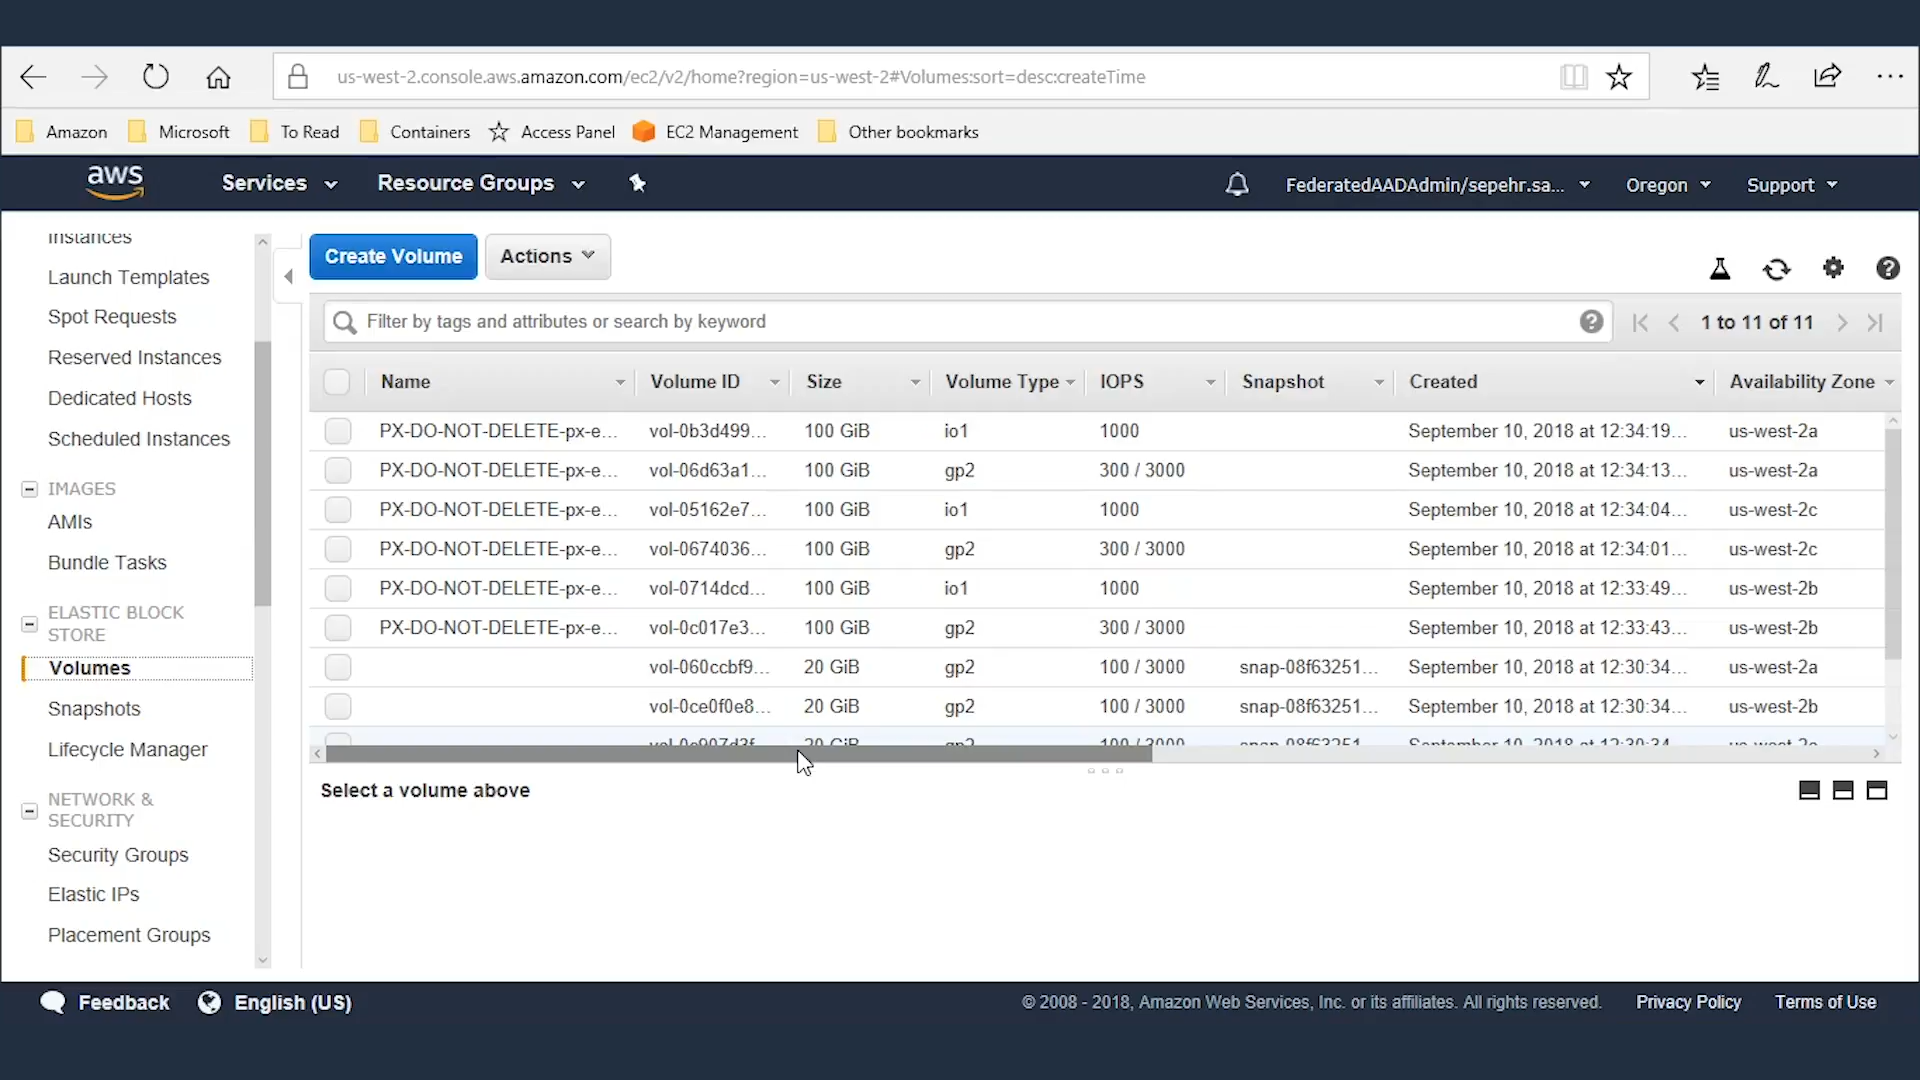 us-west-2.console.aws.amazon.com/ec2/v2/home?region=us-west-2#Volumes:sort=desc:createTime
Amazon Microsoft To Read Containers Access Panel EC2 Management Other bookmarks
aws Services Resource Groups FederatedAADAdmin/sepehr.sa... Oregon Support
Instances
Launch Templates
Spot Requests
Reserved Instances
Dedicated Hosts
Scheduled Instances
IMAGES
AMIs
Bundle Tasks
ELASTIC BLOCK
STORE
Volumes
Snapshots
Lifecycle Manager
NETWORK &
SECURITY
Security Groups
Elastic IPs
Placement Groups
Create Volume Actions
Filter by tags and attributes or search by keyword 1 to 11 of 11
Name Volume ID Size Volume Type IOPS Snapshot Created Availability Zone
PX-DO-NOT-DELETE-px-e... vol-0b3d499... 100 GiB io1 1000 September 10, 2018 at 12:34:19... us-west-2a
PX-DO-NOT-DELETE-px-e... vol-06d63a1... 100 GiB gp2 300 / 3000 September 10, 2018 at 12:34:13... us-west-2a
PX-DO-NOT-DELETE-px-e... vol-05162e7... 100 GiB io1 1000 September 10, 2018 at 12:34:04... us-west-2c
PX-DO-NOT-DELETE-px-e... vol-0674036... 100 GiB gp2 300 / 3000 September 10, 2018 at 12:34:01... us-west-2c
PX-DO-NOT-DELETE-px-e... vol-0714dcd... 100 GiB io1 1000 September 10, 2018 at 12:33:49... us-west-2b
PX-DO-NOT-DELETE-px-e... vol-0c017e3... 100 GiB gp2 300 / 3000 September 10, 2018 at 12:33:43... us-west-2b
vol-060ccbf9... 20 GiB gp2 100 / 3000 snap-08f63251... September 10, 2018 at 12:30:34... us-west-2a
vol-0ce0f0e8... 20 GiB gp2 100 / 3000 snap-08f63251... September 10, 2018 at 12:30:34... us-west-2b
20 GiB gp2 100 / 3000 snap-08f63251 September 10, 2018 at 12:30:34
Select a volume above
Feedback English (US) © 2008 - 2018, Amazon Web Services, Inc. or its affiliates. All rights reserved. Privacy Policy Terms of Use